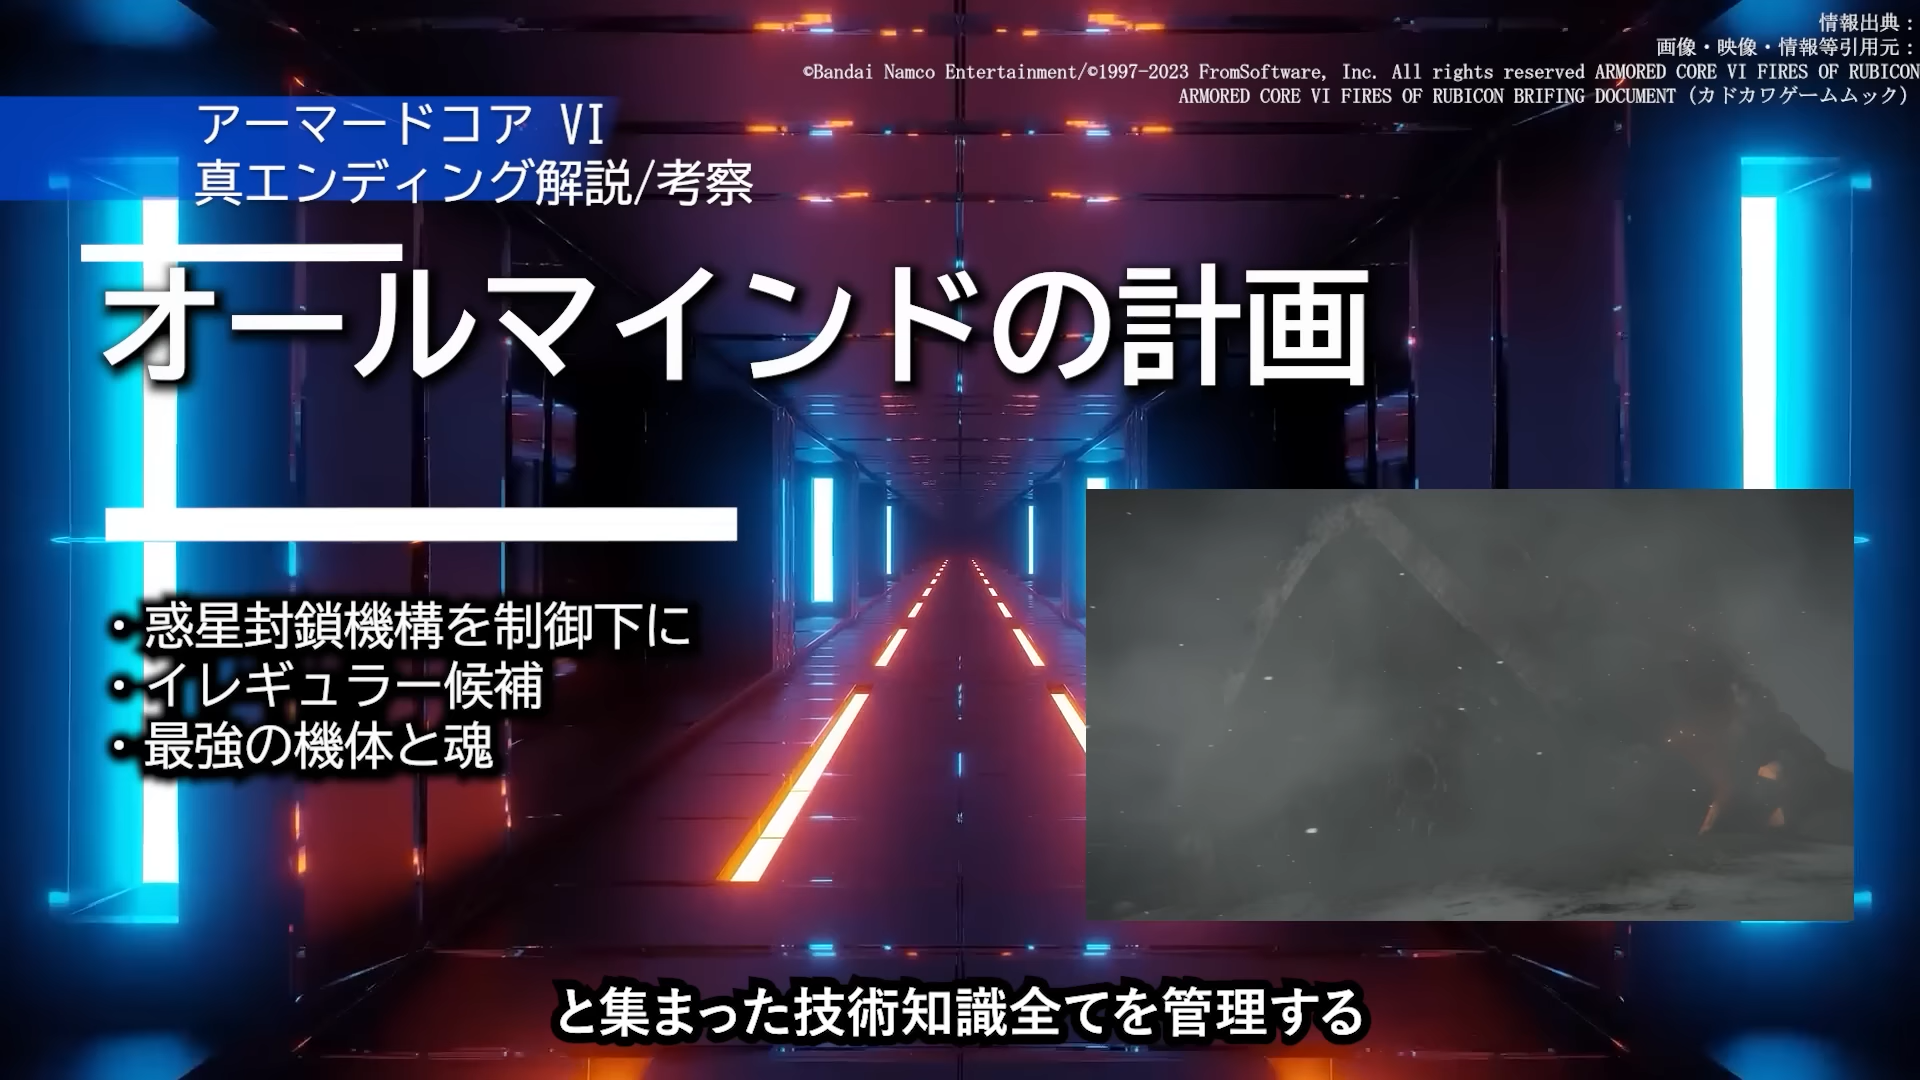 情報出典：
画像・映像・情報等引用元：
©Bandai Namco Entertainment/©1997-2023 FromSoftware, Inc. All rights reserved ARMORED CORE VI FIRES OF RUBICON
ARMORED CORE VI FIRES OF RUBICON BRIFING DOCUMENT (カドカワゲームムック)
アーマードコア VI
真エンディング解説/考察
オールマインドの計画
・惑星封鎖機構を制御下に
・イレギュラー候補
・最強の機体と魂
と集まった技術知識全てを管理する